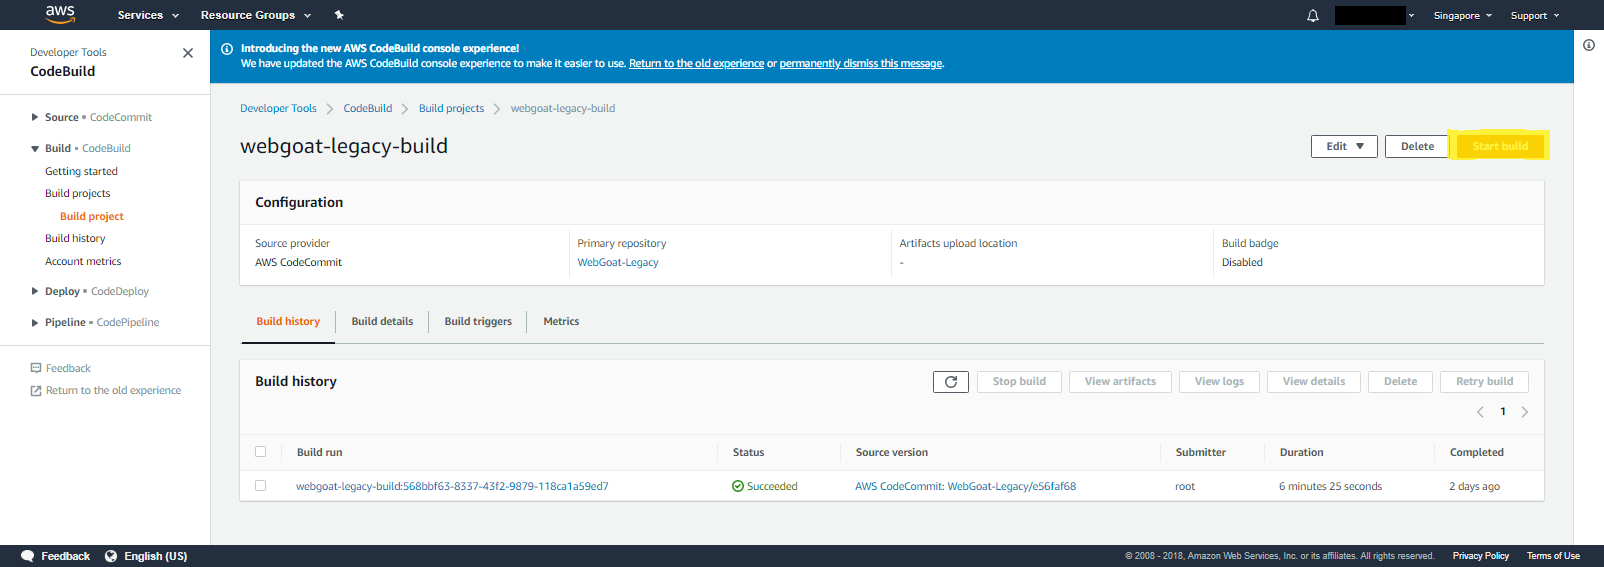 aws Services Resource Groups Singapore Support
Developer Tools
CodeBuild
Source • CodeCommit
Build • CodeBuild
Getting started
Build projects
Build project
Build history
Account metrics
Deploy • CodeDeploy
Pipeline • CodePipeline
Feedback
Return to the old experience
Introducing the new AWS CodeBuild console experience!
We have updated the AWS CodeBuild console experience to make it easier to use. Return to the old experience or permanently dismiss this message.
Developer Tools CodeBuild Build projects webgoat-legacy-build
webgoat-legacy-build Edit Delete Start build
Configuration
Source provider Primary repository Artifacts upload location Build badge
AWS CodeCommit WebGoat-Legacy - Disabled
Build history Build details Build triggers Metrics
Build history Stop build View artifacts View logs View details Delete Retry build
1
Build run Status Source version Submitter Duration Completed
webgoat-legacy-build:568bbf63-8337-43f2-9879-118ca1a59ed7 Succeeded AWS CodeCommit: WebGoat-Legacy/e56faf68 root 6 minutes 25 seconds 2 days ago
Feedback English (US) © 2008 - 2018, Amazon Web Services, Inc. or its affiliates. All rights reserved. Privacy Policy Terms of Use